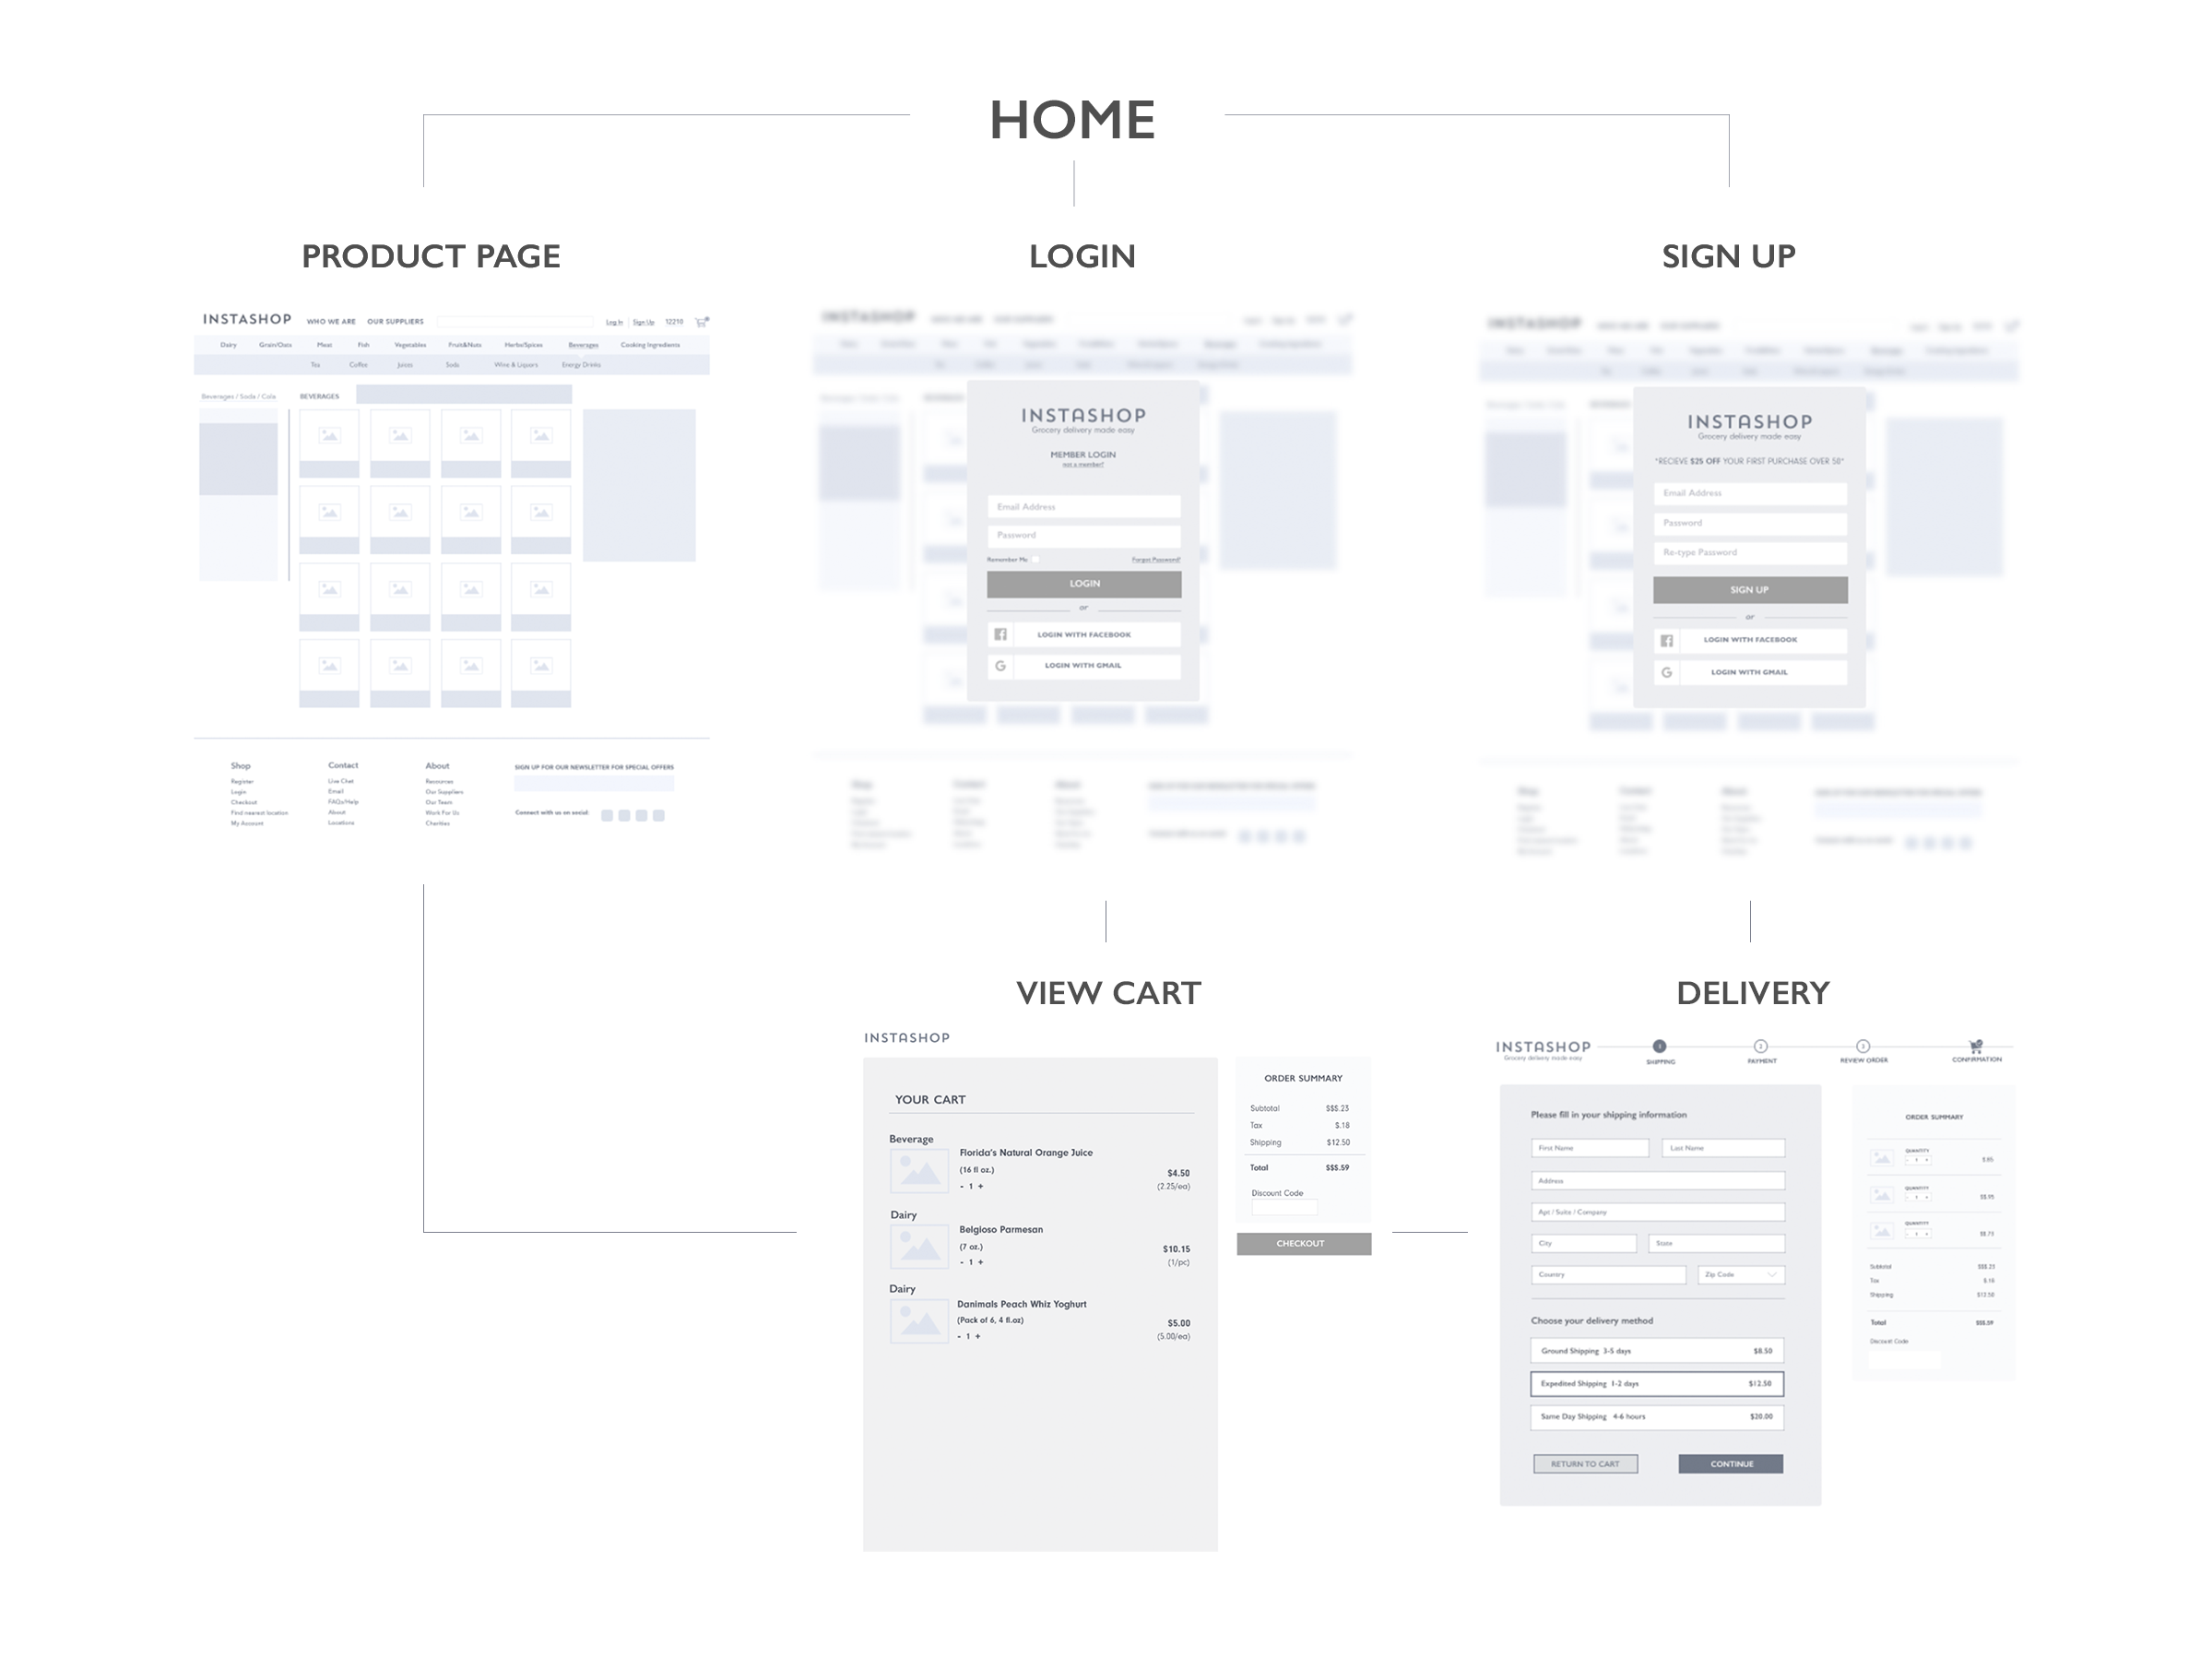 HOME
PRODUCT PAGE
LOGIN
SIGN UP
INSTASHOP WHO WE ARE OUR SUPPLIERS Log In Sign Up 12210
Dairy Grain/Oats Meat Fish Vegetables Fruit&Nuts Herbs/Spices Beverages Cooking Ingredients
Tea Coffee Juices Soda Wine & Liquors Energy Drinks
Beverages / Soda / Cola
BEVERAGES
Shop
Register
Login
Checkout
Find nearest location
My Account
Contact
Live Chat
Email
FAQs/Help
About
Locations
About
Resources
Our Suppliers
Our Team
Work For Us
Charities
SIGN UP FOR OUR NEWSLETTER FOR SPECIAL OFFERS
Connect with us on social:
INSTASHOP
Grocery delivery made easy
MEMBER LOGIN
not a member?
Email Address
Password
Remember Me Forgot Password?
LOGIN
or
LOGIN WITH FACEBOOK
G LOGIN WITH GMAIL
INSTASHOP
Grocery delivery made easy
*RECIEVE $25 OFF YOUR FIRST PURCHASE OVER 50*
Email Address
Password
Re-type Password
SIGN UP
or
LOGIN WITH FACEBOOK
G LOGIN WITH GMAIL
VIEW CART
INSTASHOP
YOUR CART
Beverage
Florida's Natural Orange Juice
(16 fl oz.) $4.50
- 1 + (2.25/ea)
Dairy
Belgioso Parmesan
(7 oz.) $10.15
- 1 + (1/pc)
Dairy
Danimals Peach Whiz Yoghurt
(Pack of 6, 4 fl.oz) $5.00
- 1 + (5.00/ea)
ORDER SUMMARY
Subtotal $$$.23
Tax $.18
Shipping $12.50
Total $$$.59
Discount Code
CHECKOUT
DELIVERY
INSTASHOP
Grocery delivery made easy
1 2 3
SHIPPING PAYMENT REVIEW ORDER CONFIRMATION
Please fill in your shipping information
First Name Last Name
Address
Apt / Suite / Company
City State
Country Zip Code
Choose your delivery method
Ground Shipping 3-5 days $8.50
Expedited Shipping 1-2 days $12.50
Same Day Shipping 4-6 hours $20.00
RETURN TO CART CONTINUE
ORDER SUMMARY
QUANTITY
- 1 +
QUANTITY
- 1 +
QUANTITY
- 1 +
Subtotal $$$.23
Tax $.18
Shipping $12.50
Total $$$.59
Discount Code